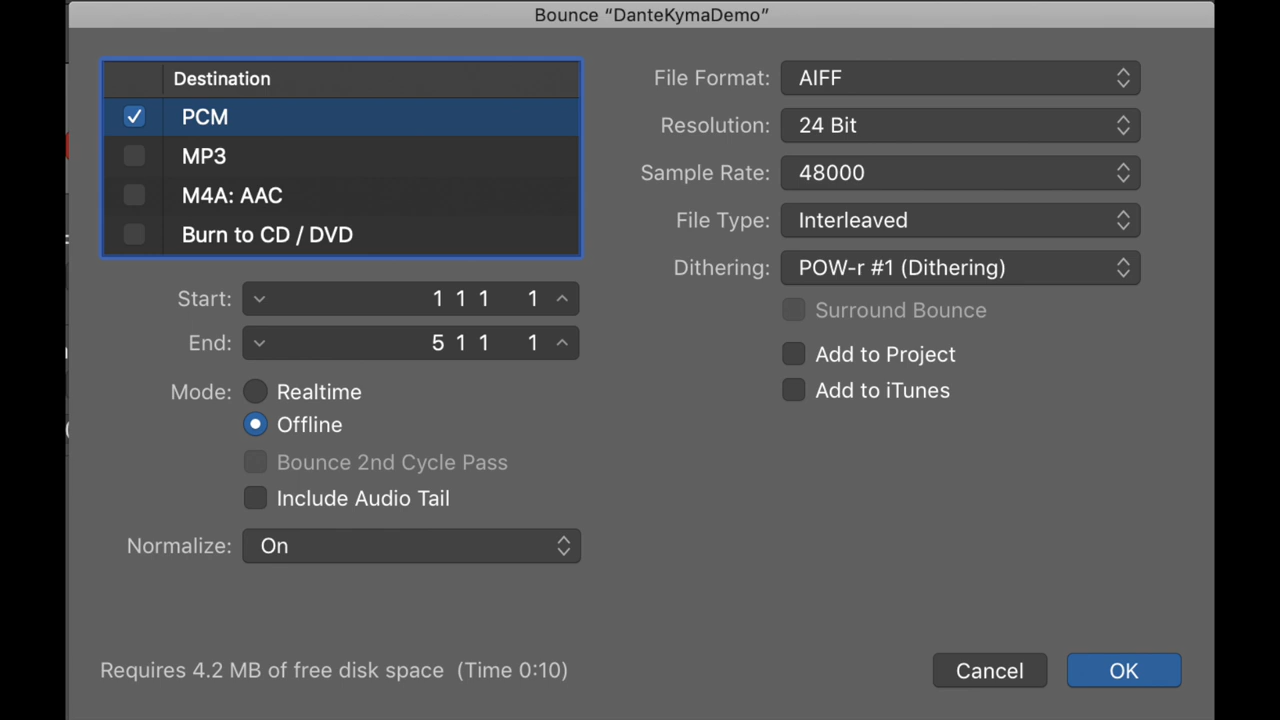 Bounce “DanteKymaDemo”
Destination
PCM
MP3
M4A: AAC
Burn to CD / DVD
Start: 1 1 1 1
End: 5 1 1 1
Mode: Realtime
Offline
Bounce 2nd Cycle Pass
Include Audio Tail
Normalize: On
File Format: AIFF
Resolution: 24 Bit
Sample Rate: 48000
File Type: Interleaved
Dithering: POW-r #1 (Dithering)
Surround Bounce
Add to Project
Add to iTunes
Requires 4.2 MB of free disk space (Time 0:10)
Cancel OK